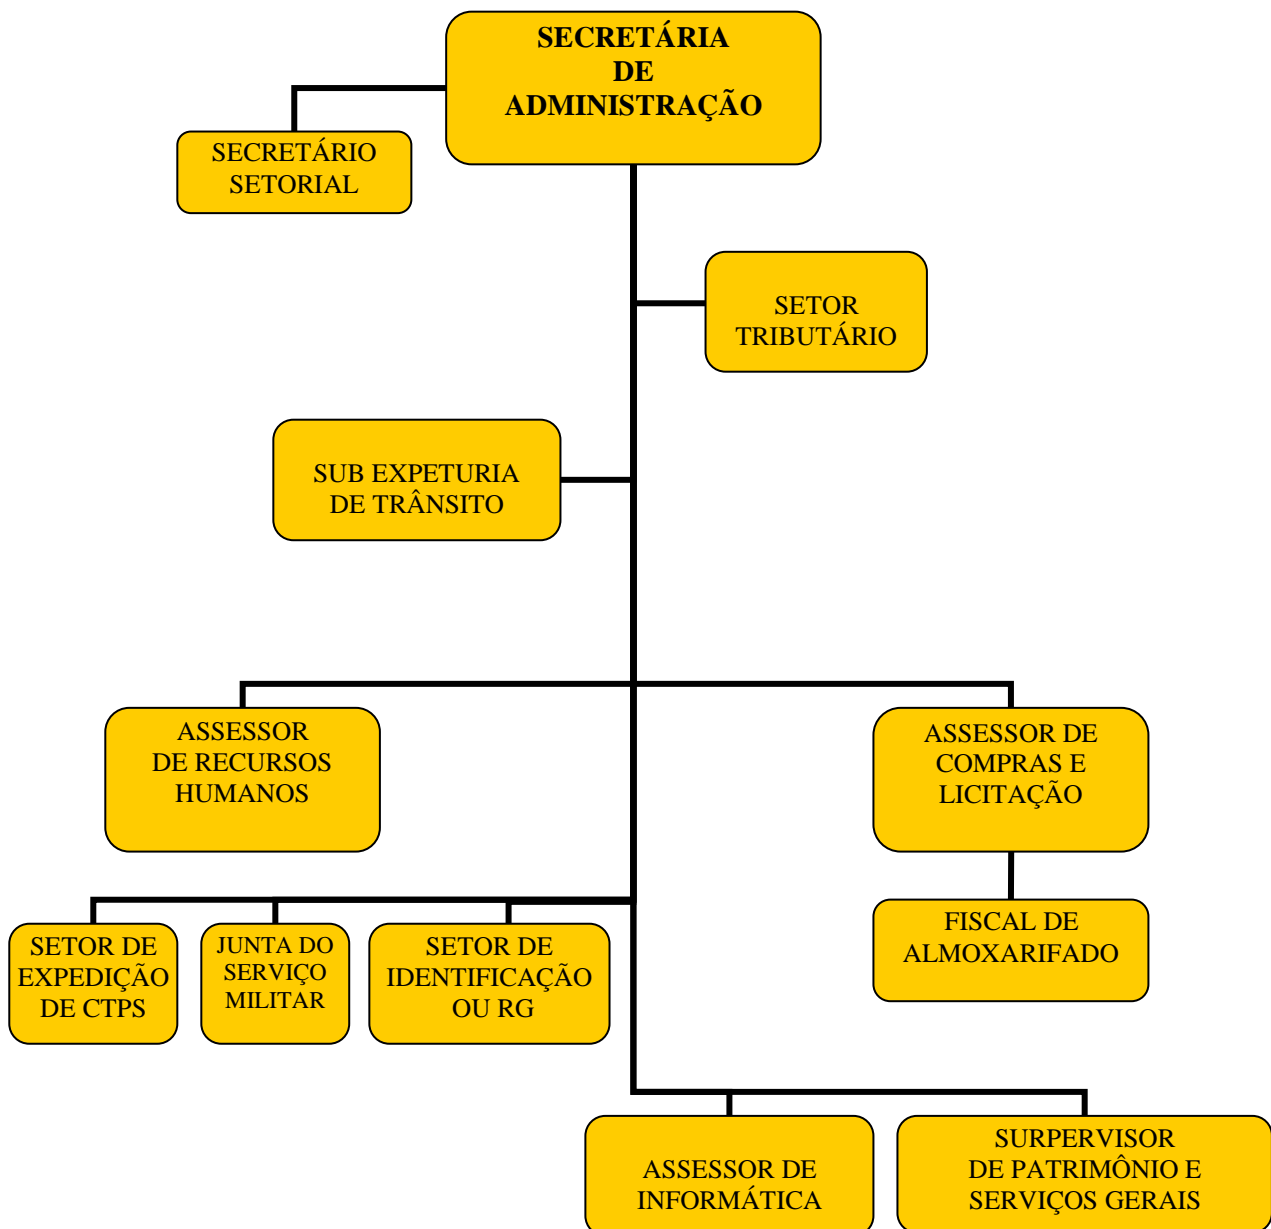 SECRETÁRIA
DE
ADMINISTRAÇÃO
SECRETÁRIO
SETORIAL
SETOR
TRIBUTÁRIO
SUB EXPETURIA
DE TRÂNSITO
ASSESSOR
DE RECURSOS
HUMANOS
ASSESSOR DE
COMPRAS E
LICITAÇÃO
SETOR DE
EXPEDIÇÃO
DE CTPS
JUNTA DO
SERVIÇO
MILITAR
SETOR DE
IDENTIFICAÇÃO
OU RG
FISCAL DE
ALMOXARIFADO
ASSESSOR DE
INFORMÁTICA
SURPERVISOR
DE PATRIMÔNIO E
SERVIÇOS GERAIS